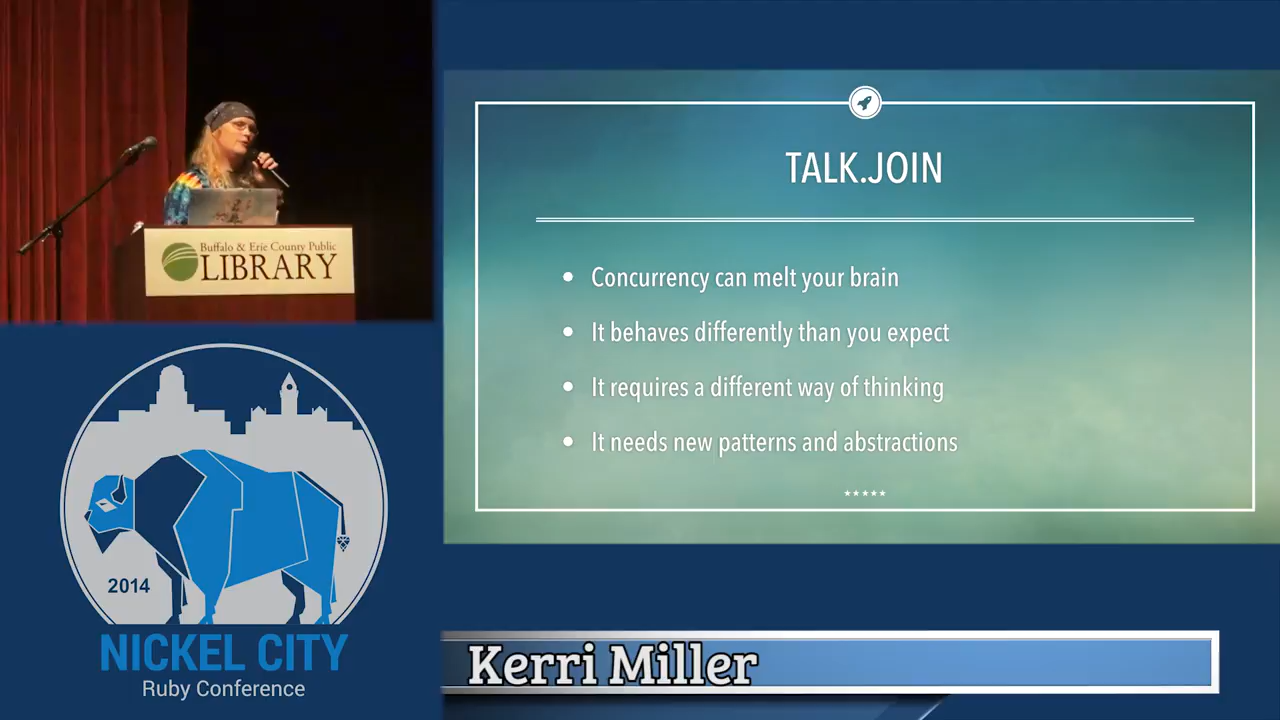 Buffalo & Erie County Public
LIBRARY
TALK.JOIN
• Concurrency can melt your brain
• It behaves differently than you expect
• It requires a different way of thinking
• It needs new patterns and abstractions
*****
2014
NICKEL CITY
Ruby Conference
Kerri Miller